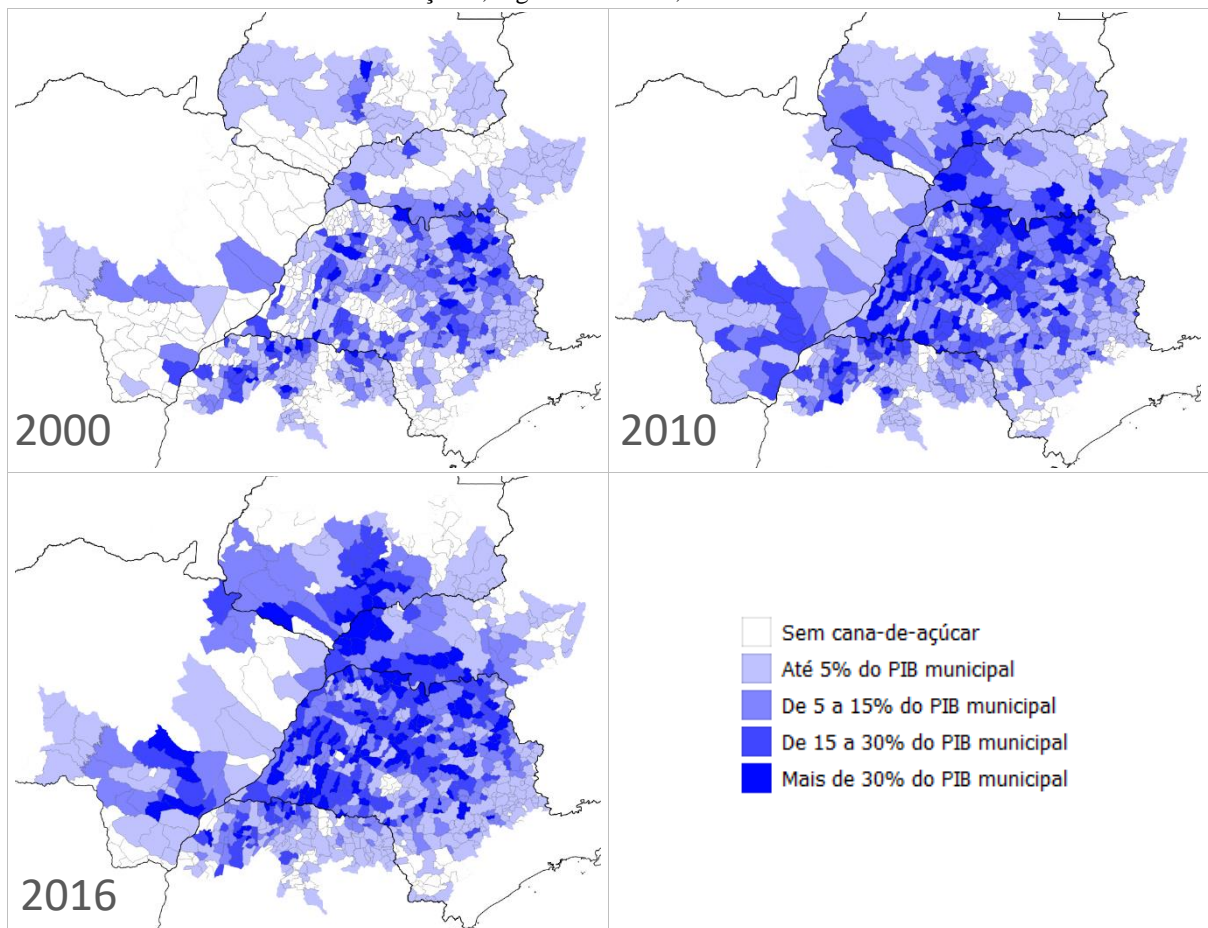 2000
2010
2016
Sem cana-de-açúcar
Até 5% do PIB municipal
De 5 a 15% do PIB municipal
De 15 a 30% do PIB municipal
Mais de 30% do PIB municipal